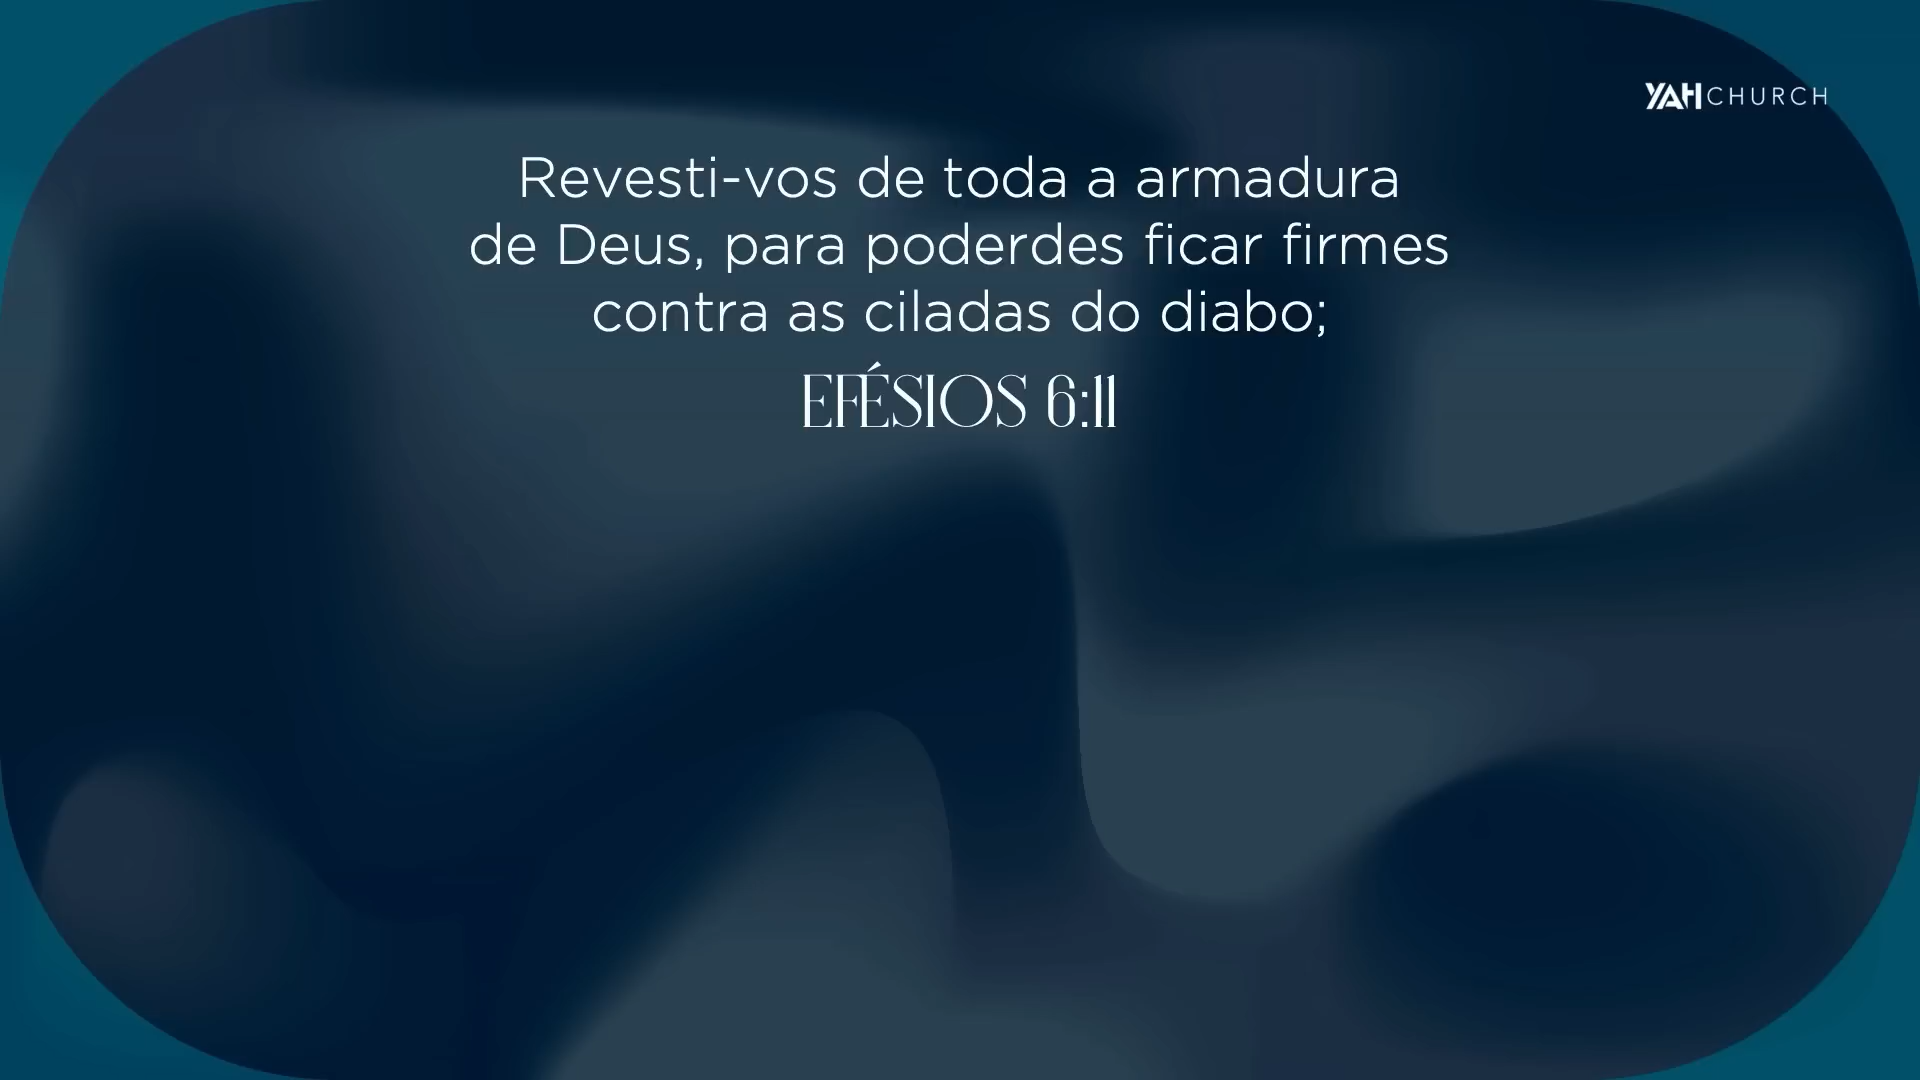 YAH CHURCH
Revesti-vos de toda a armadura
de Deus, para poderdes ficar firmes
contra as ciladas do diabo;
EFÉSIOS 6:11